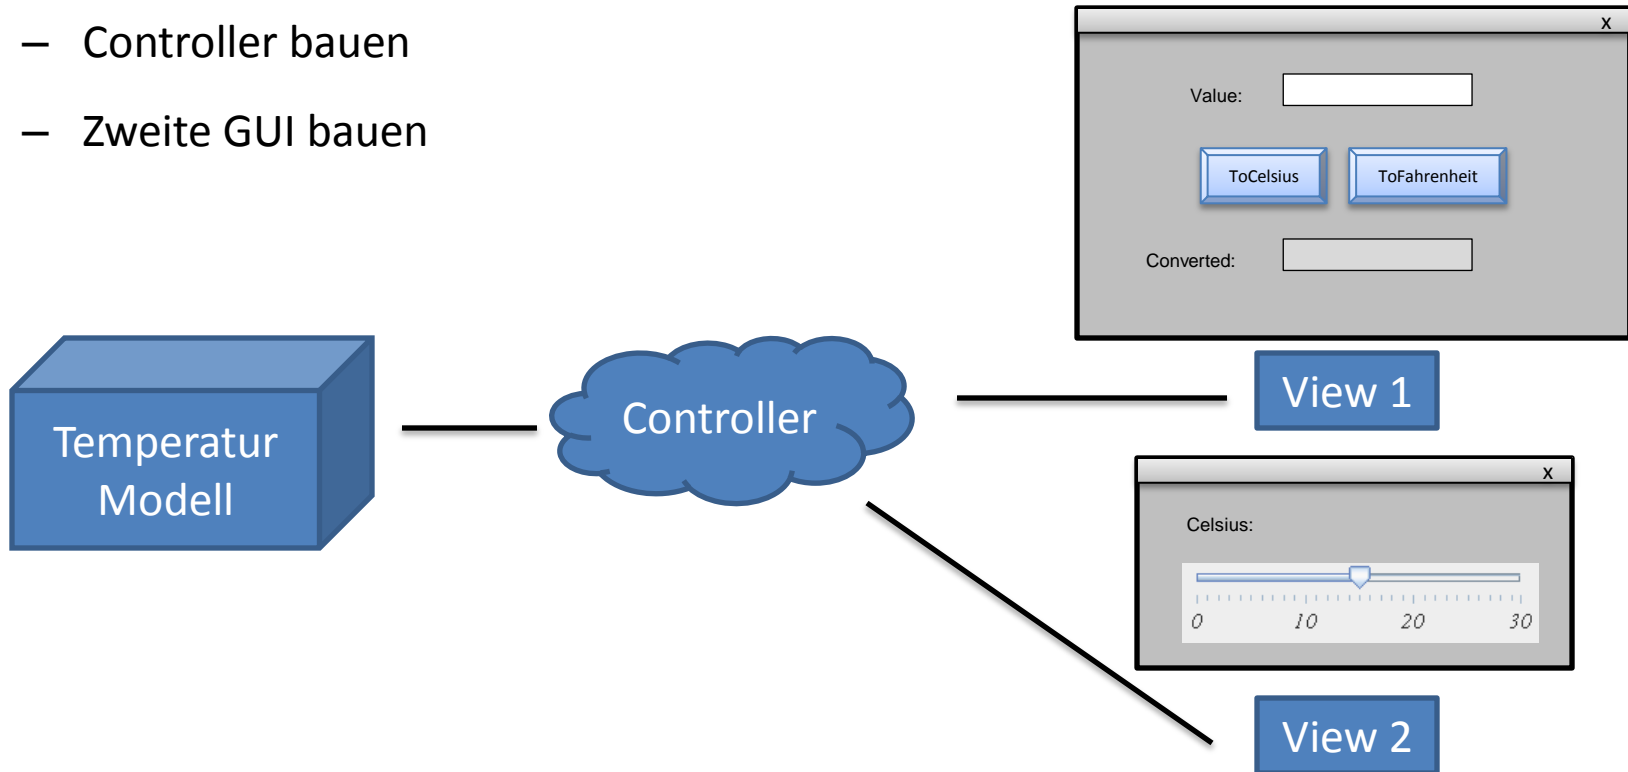 – Controller bauen
– Zweite GUI bauen
x
Value:
ToCelsius ToFahrenheit
Converted:
Temperatur
Modell
Controller
View 1
x
Celsius:
0 10 20 30
View 2